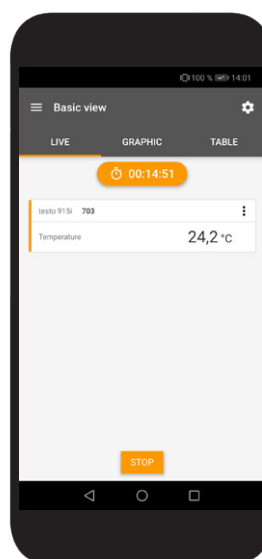 100 % 14:01
Basic view
LIVE GRAPHIC TABLE
00:14:51
testo 915i 703
Temperature 24,2 °C
STOP